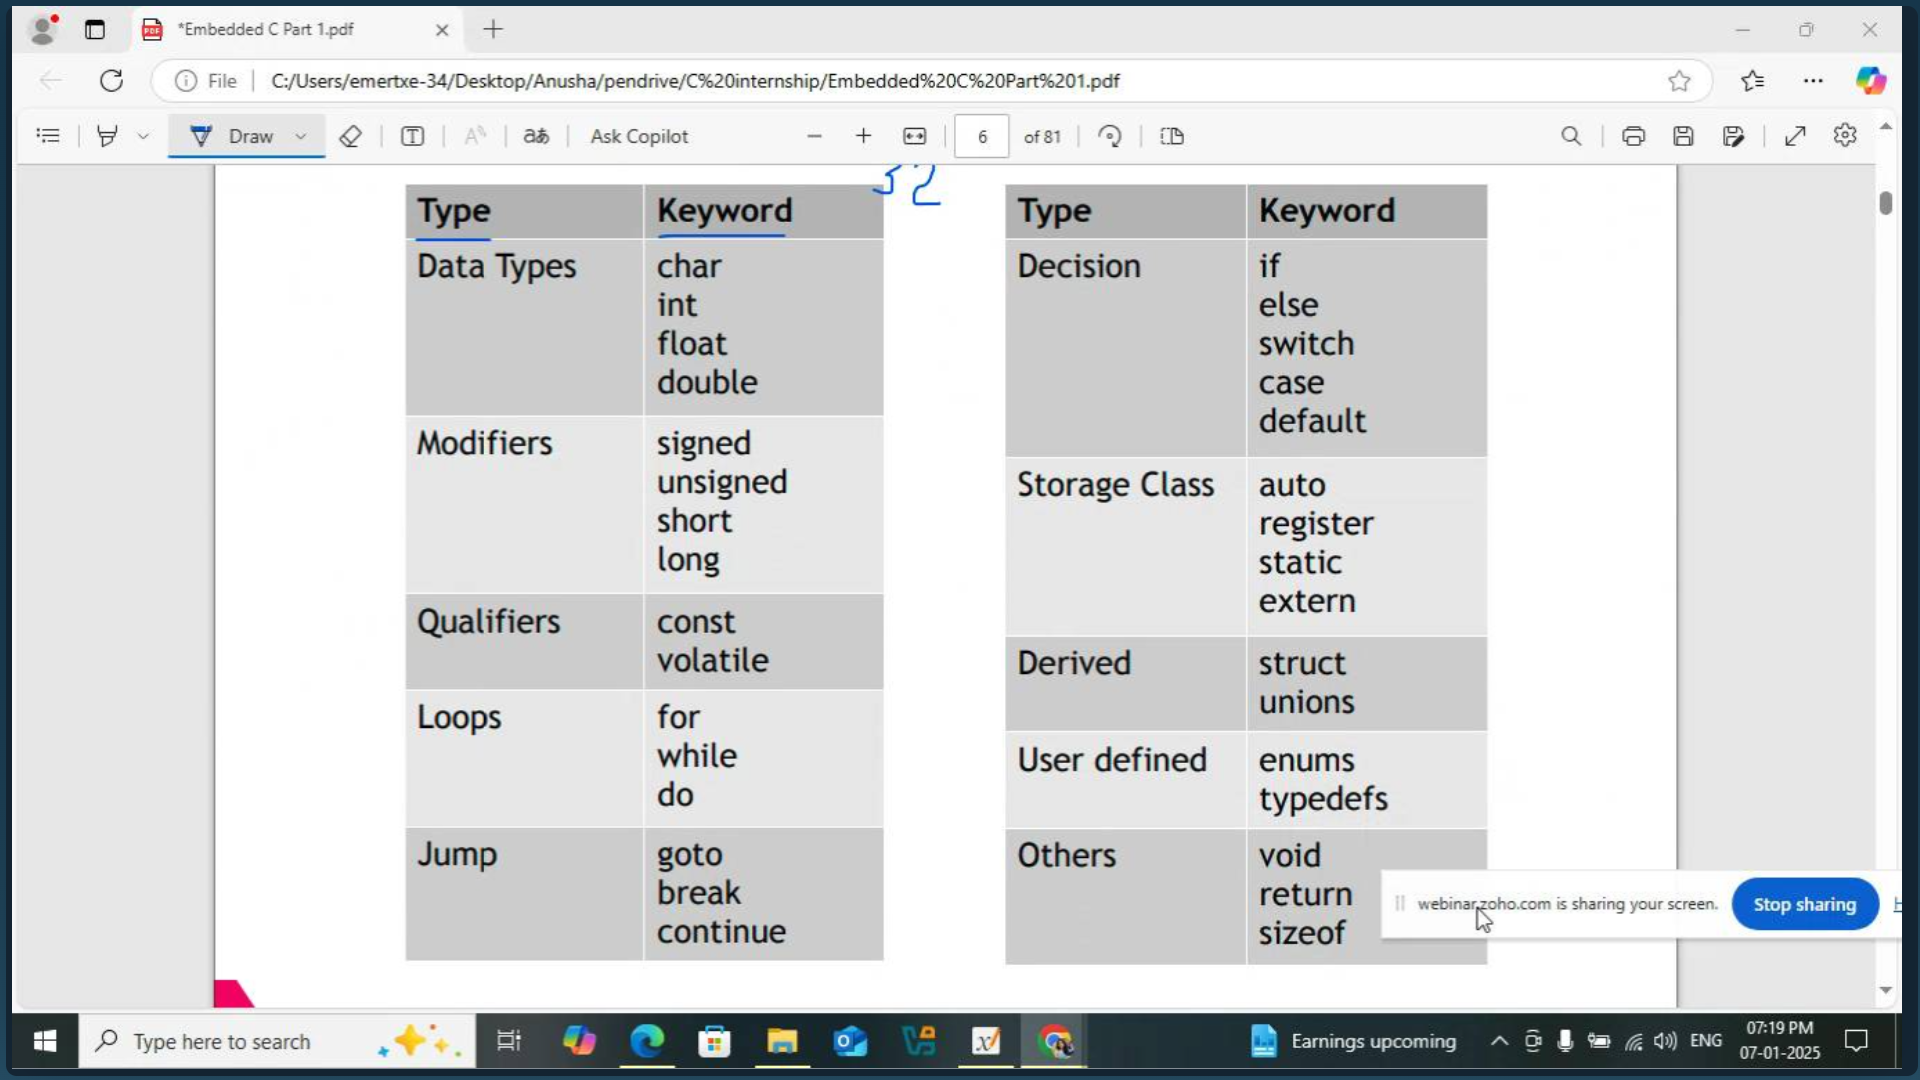 *Embedded C Part 1.pdf
File
C:/Users/emertxe-34/Desktop/Anusha/pendrive/C%20internship/Embedded%20C%20Part%201.pdf
Draw
Ask Copilot
6 of 81
32
Type Keyword
Data Types char
int
float
double
Modifiers signed
unsigned
short
long
Qualifiers const
volatile
Loops for
while
do
Jump goto
break
continue
Type Keyword
Decision if
else
switch
case
default
Storage Class auto
register
static
extern
Derived struct
unions
User defined enums
typedefs
Others void
return
sizeof
webinar.zoho.com is sharing your screen. Stop sharing
Type here to search
Earnings upcoming
ENG
07:19 PM
07-01-2025